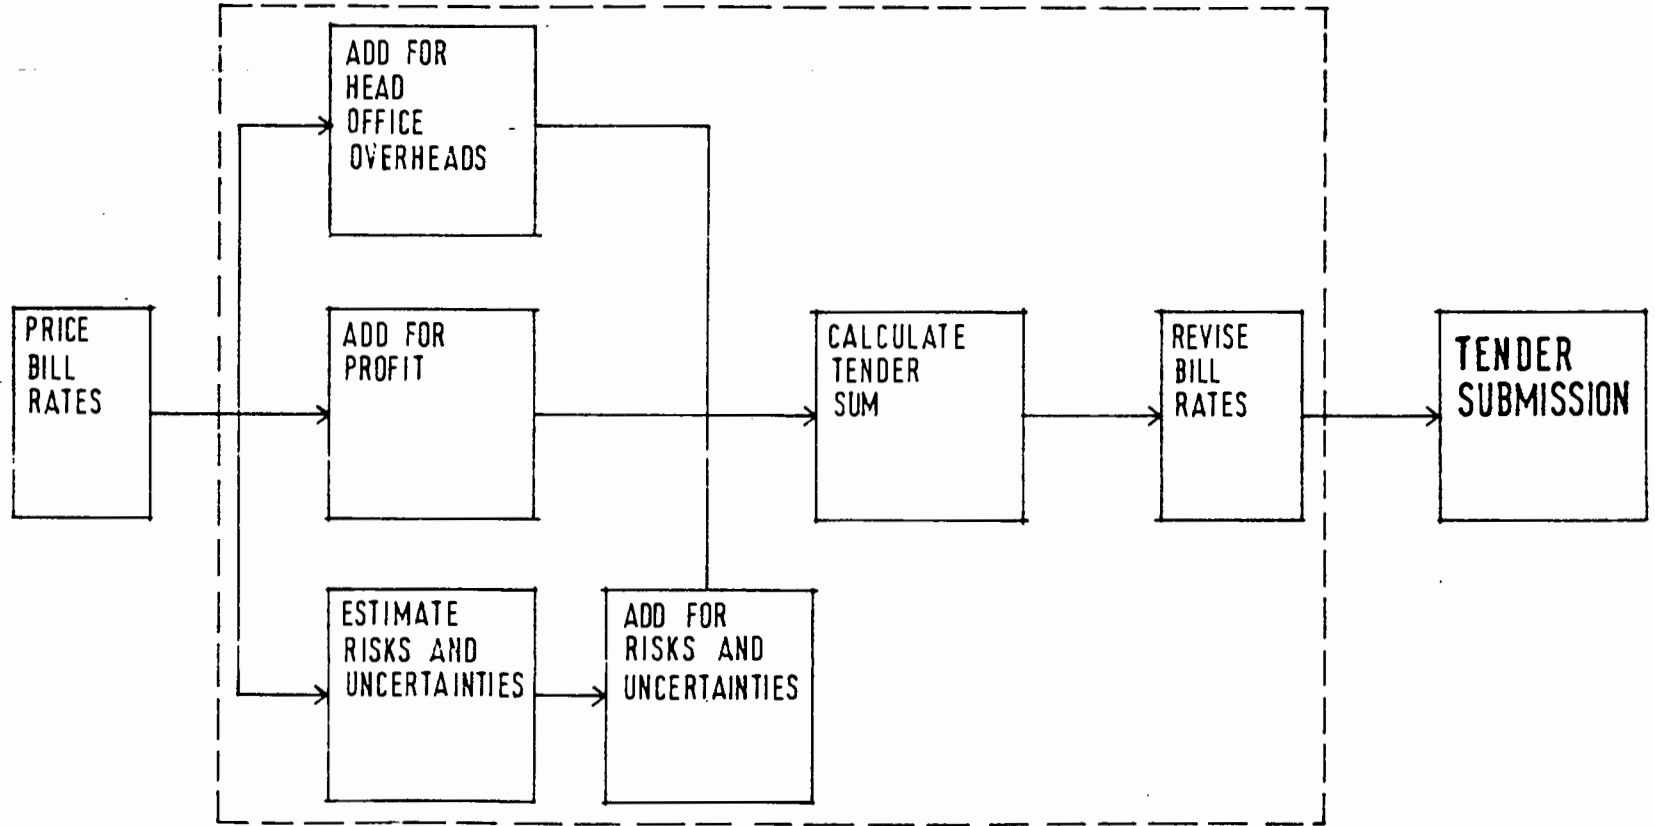 ADD FOR
HEAD
OFFICE
OVERHEADS
PRICE
BILL
RATES
ADD FOR
PROFIT
CALCULATE
TENDER
SUM
REVISE
BILL
RATES
TENDER
SUBMISSION
ESTIMATE
RISKS AND
UNCERTAINTIES
ADD FOR
RISKS AND
UNCERTAINTIES